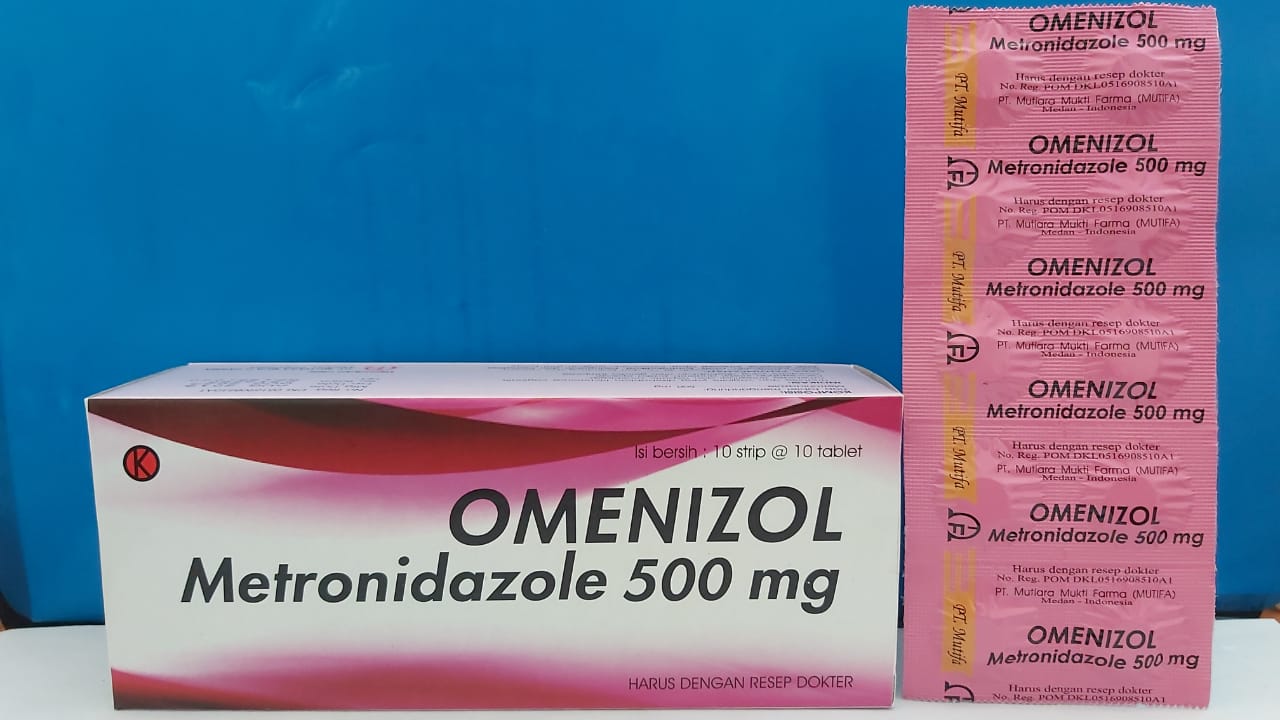 K
Isi bersih : 10 strip @ 10 tablet
OMENIZOL
Metronidazole 500 mg
HARUS DENGAN RESEP DOKTER
KOMPOSISI:
OMENIZOL
Metronidazole 500 mg
Harus dengan resep dokter
No. Reg. POM DKL0516908510A1
PT. Mutiara Mukti Farma (MUTIFA)
Medan - Indonesia
OMENIZOL
Metronidazole 500 mg
Harus dengan resep dokter
No. Reg. POM DKL0516908510A1
PT. Mutiara Mukti Farma (MUTIFA)
Medan - Indonesia
OMENIZOL
Metronidazole 500 mg
Harus dengan resep dokter
No. Reg. POM DKL0516908510A1
PT. Mutiara Mukti Farma (MUTIFA)
Medan - Indonesia
OMENIZOL
Metronidazole 500 mg
Harus dengan resep dokter
No. Reg. POM DKL0516908510A1
PT. Mutiara Mukti Farma (MUTIFA)
Medan - Indonesia
OMENIZOL
Metronidazole 500 mg
Harus dengan resep dokter
No. Reg. POM DKL0516908510A1
PT. Mutiara Mukti Farma (MUTIFA)
Medan - Indonesia
OMENIZOL
Metronidazole 500 mg
Harus dengan resep dokter
No. Reg. POM DKL0516908510A1
PT. Mutifa
PT. Mutifa
PT. Mutifa
PT. Mutifa